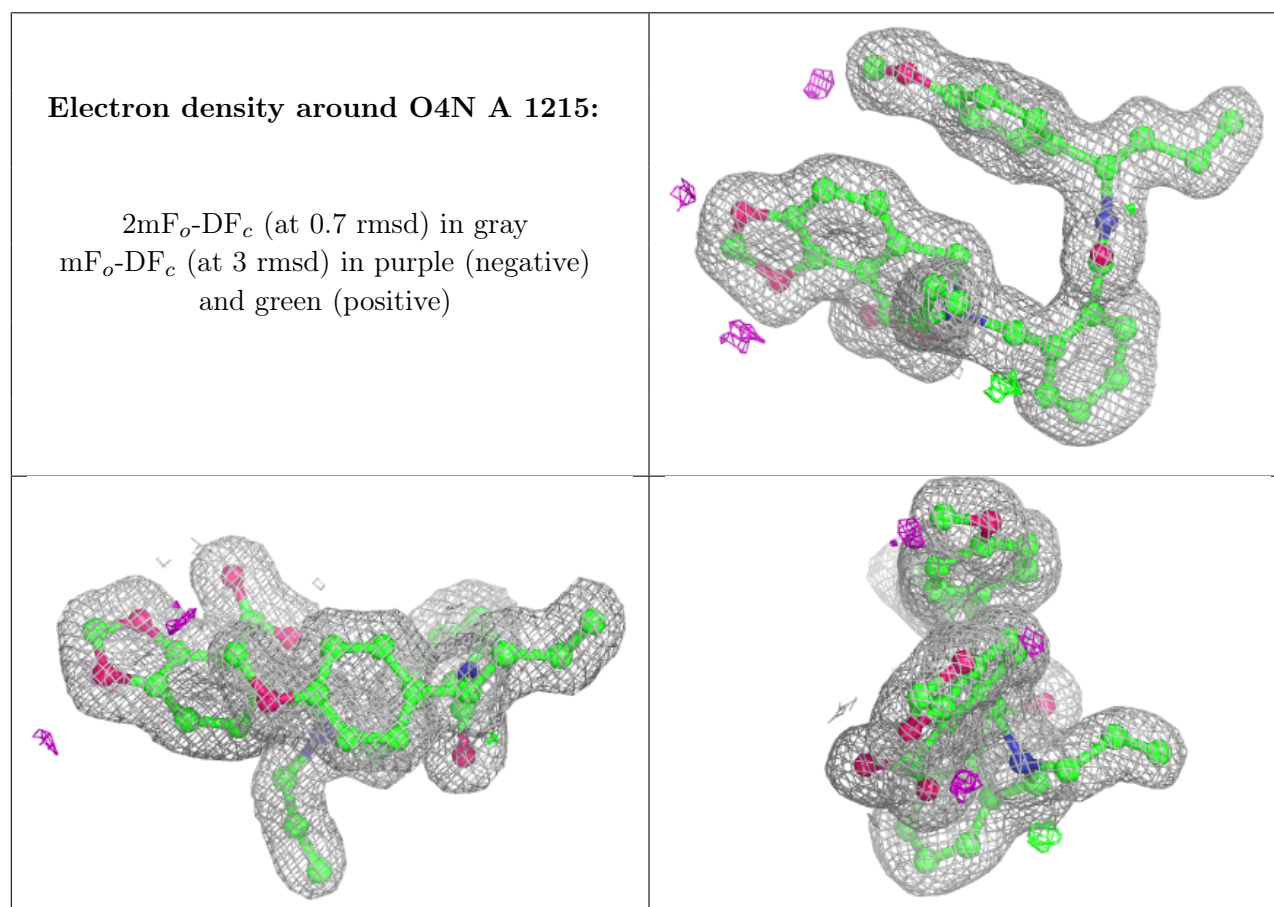 Electron density around O4N A 1215:
2mFo-DFc (at 0.7 rmsd) in gray
mFo-DFc (at 3 rmsd) in purple (negative)
and green (positive)